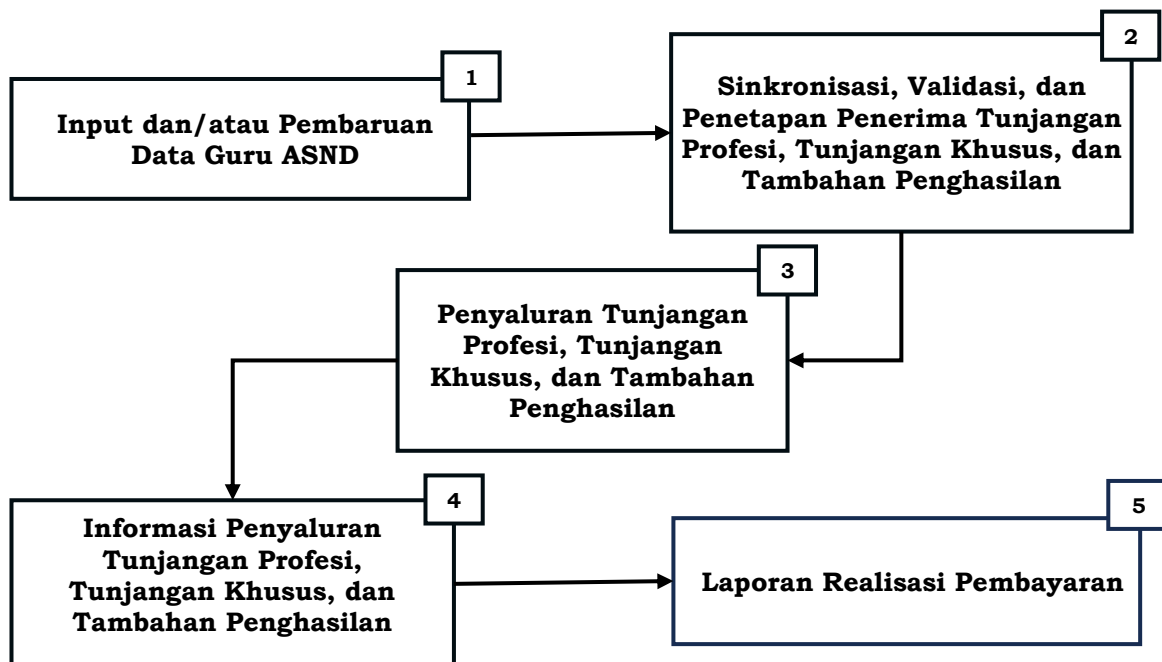 1
Input dan/atau Pembaruan
Data Guru ASND
2
Sinkronisasi, Validasi, dan
Penetapan Penerima Tunjangan
Profesi, Tunjangan Khusus, dan
Tambahan Penghasilan
3
Penyaluran Tunjangan
Profesi, Tunjangan
Khusus, dan Tambahan
Penghasilan
4
Informasi Penyaluran
Tunjangan Profesi,
Tunjangan Khusus, dan
Tambahan Penghasilan
5
Laporan Realisasi Pembayaran